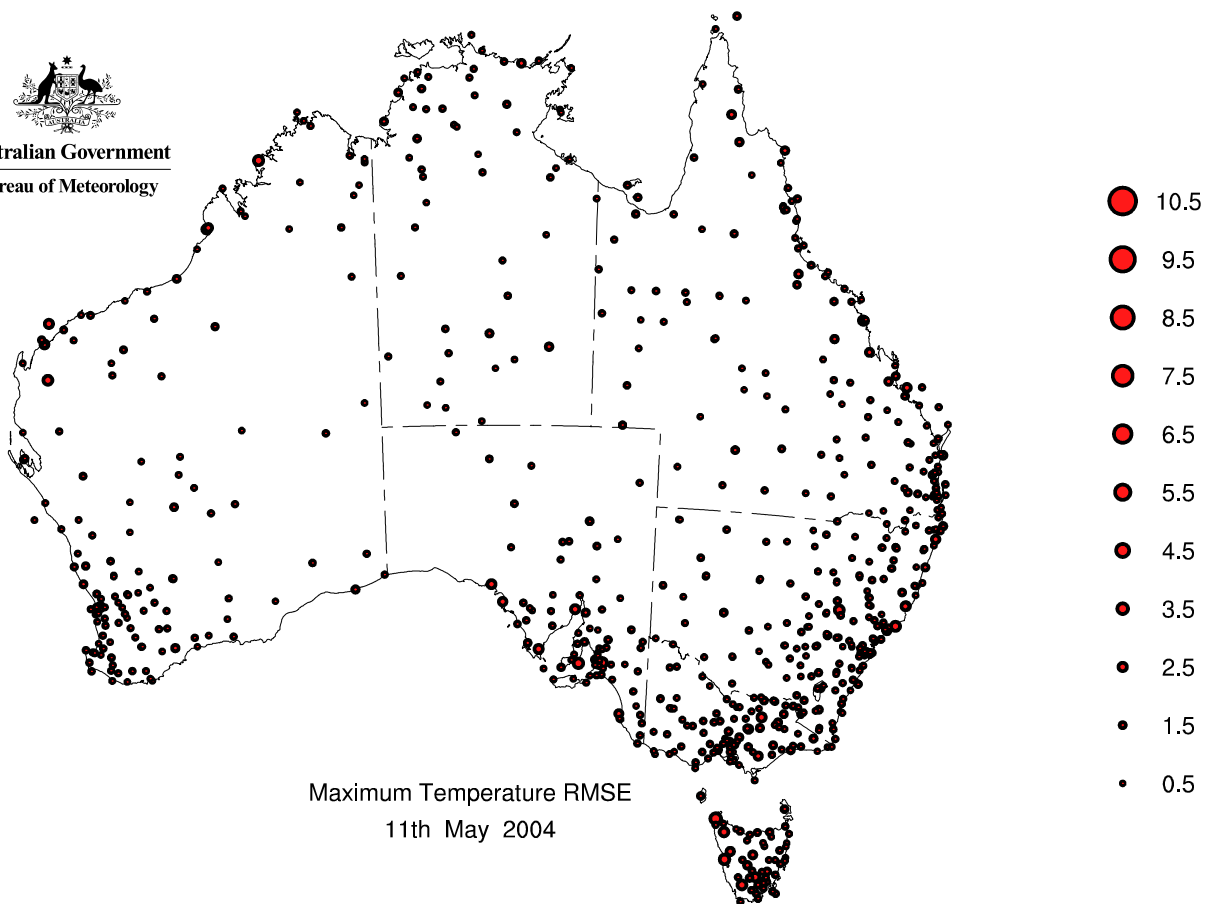 AUSTRALIA
tralian Government
reau of Meteorology
10.5
9.5
8.5
7.5
6.5
5.5
4.5
3.5
2.5
1.5
0.5
Maximum Temperature RMSE
11th May 2004